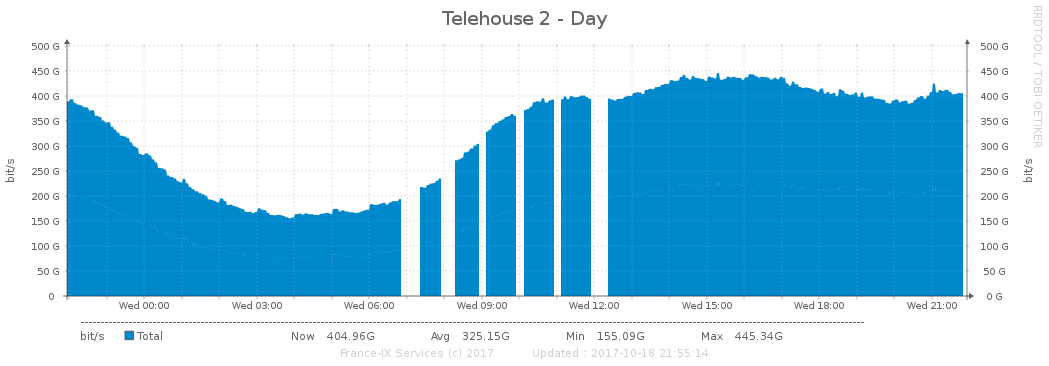 Telehouse 2 - Day
RRDTOOL / TOBI OETIKER
bit/s
500 G
450 G
400 G
350 G
300 G
250 G
200 G
150 G
100 G
50 G
0
500 G
450 G
400 G
350 G
300 G
250 G
200 G
150 G
100 G
50 G
0 G
bit/s
Wed 00:00 Wed 03:00 Wed 06:00 Wed 09:00 Wed 12:00 Wed 15:00 Wed 18:00 Wed 21:00
bit/s Total Now 404.96G Avg 325.15G Min 155.09G Max 445.34G
France-IX Services (c) 2017 Updated : 2017-10-18 21:55:14